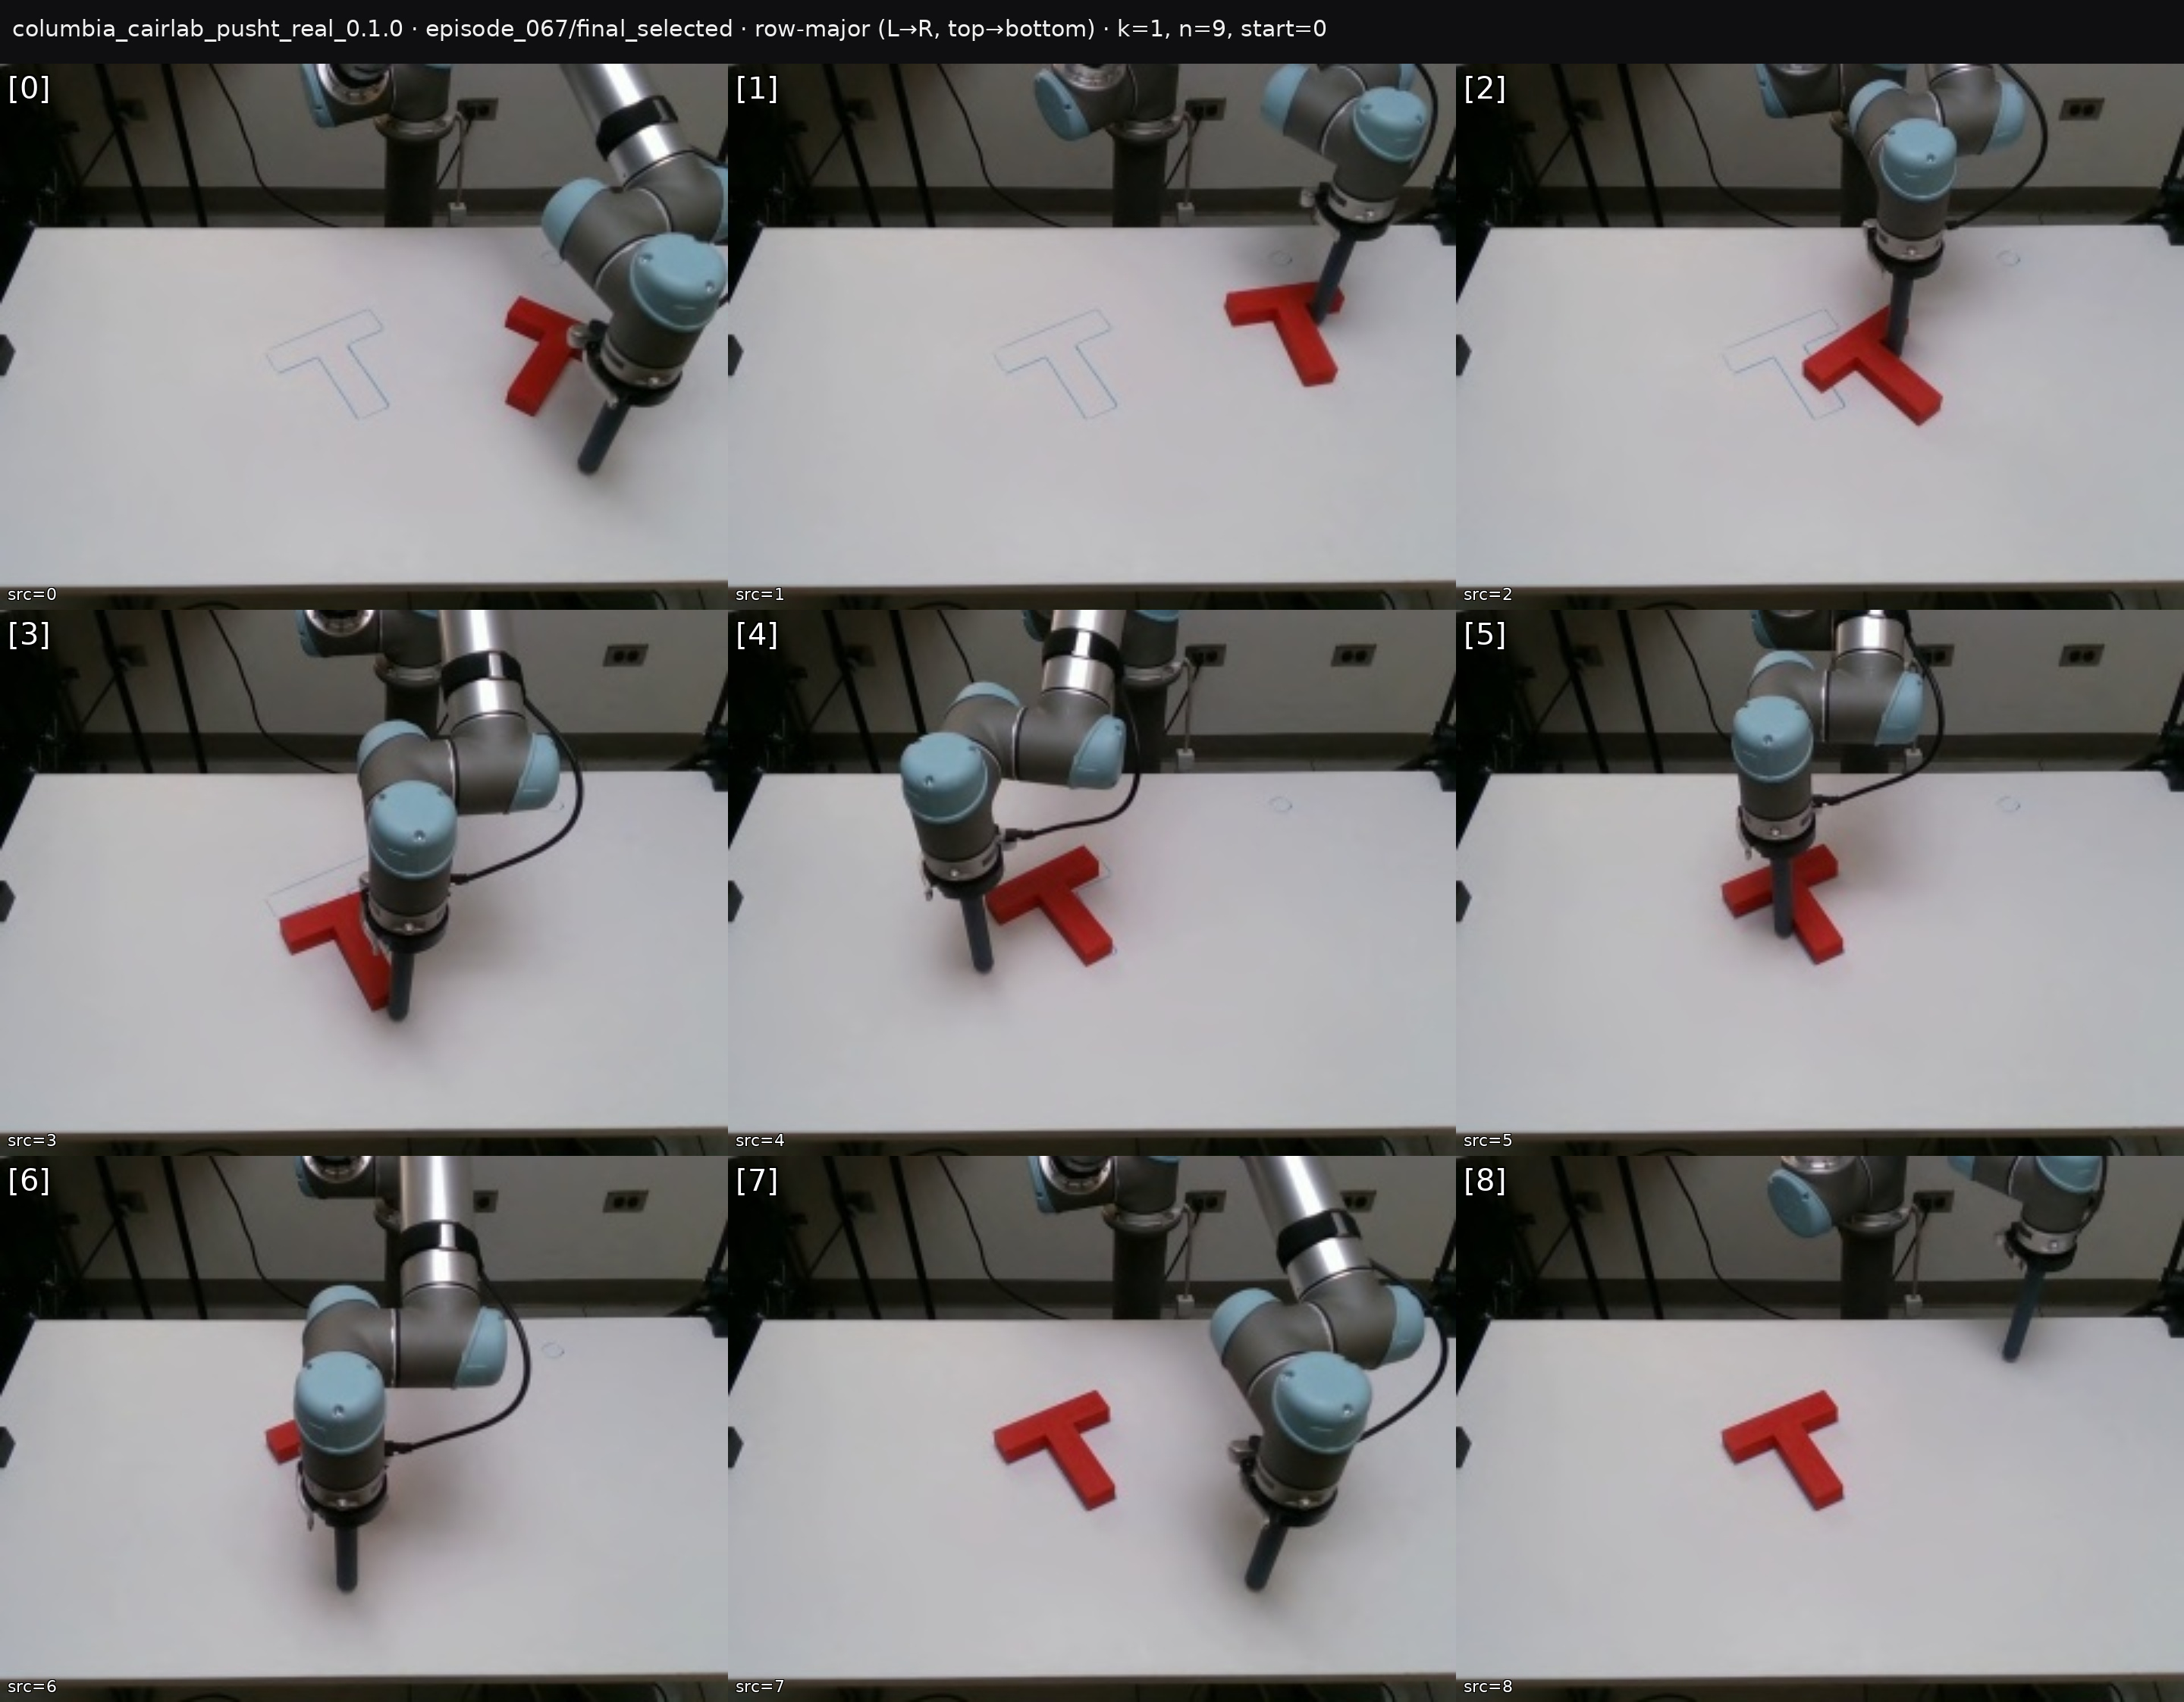 columbia_cairlab_pusht_real_0.1.0 · episode_067/final_selected · row-major (L→R, top→bottom) · k=1, n=9, start=0
[0]
[1]
[2]
src=0
src=1
src=2
[3]
[4]
[5]
src=3
src=4
src=5
[6]
[7]
[8]
src=6
src=7
src=8